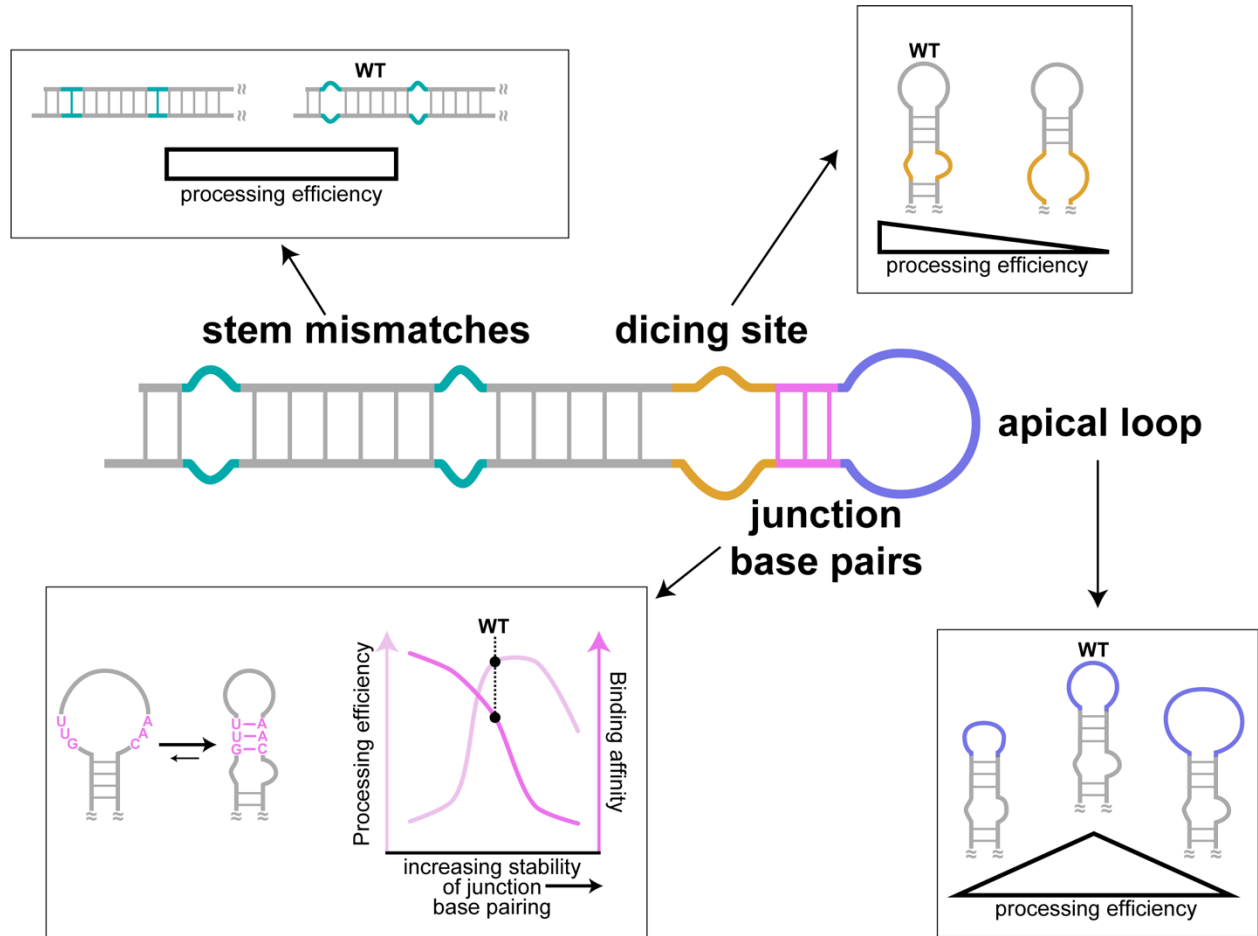 WT
processing efficiency
WT
processing efficiency
stem mismatches
dicing site
apical loop
junction
base pairs
U
U
G
A
A
C
U
U
G
A
A
C
Processing efficiency
WT
Binding affinity
increasing stability
of junction
base pairing
WT
processing efficiency